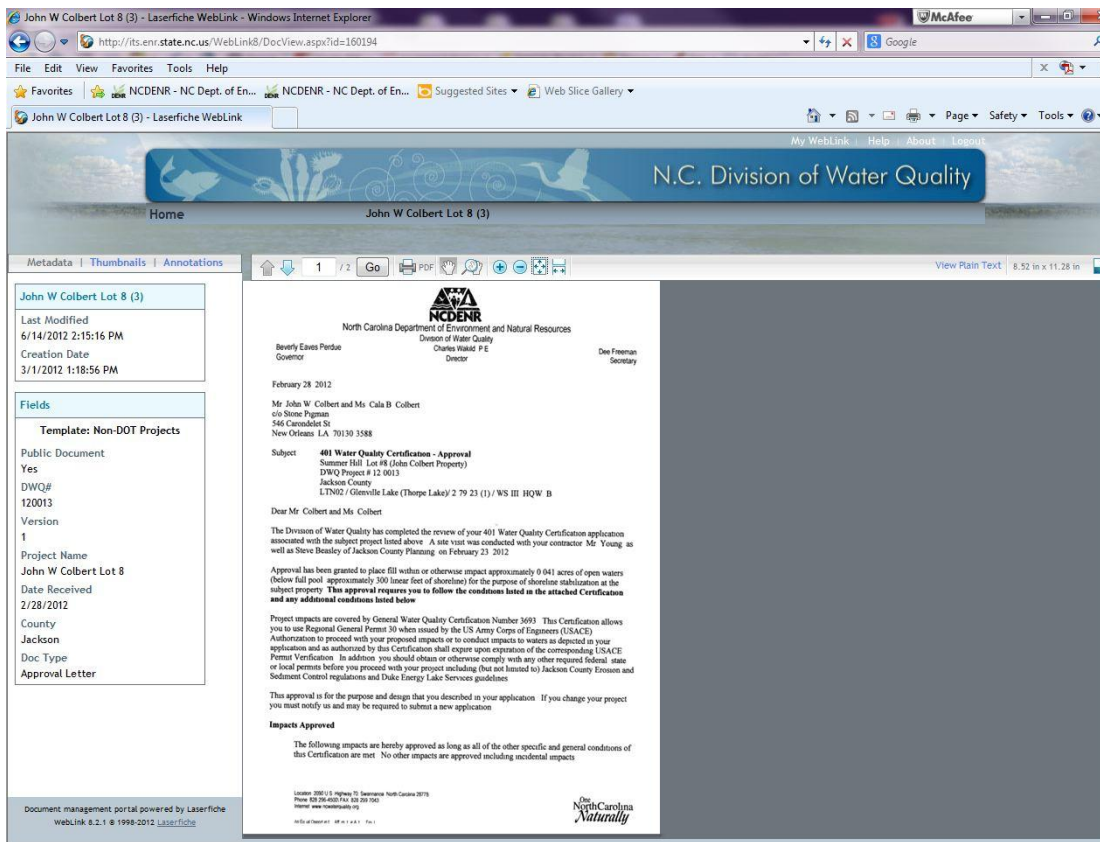 John W Colbert Lot 8 (3) - Laserfiche WebLink - Windows Internet Explorer
McAfee
http://its.enr.state.nc.us/WebLink8/DocView.aspx?id=160194
Google
File Edit View Favorites Tools Help
Favorites NCDENR - NC Dept. of En... NCDENR - NC Dept. of En... Suggested Sites Web Slice Gallery
John W Colbert Lot 8 (3) - Laserfiche WebLink
Page Safety Tools
My WebLink | Help | About | Logout
N.C. Division of Water Quality
Home John W Colbert Lot 8 (3)
Metadata | Thumbnails | Annotations
1 / 2 Go PDF
View Plain Text 8.52 in x 11.28 in
John W Colbert Lot 8 (3)
Last Modified
6/14/2012 2:15:16 PM
Creation Date
3/1/2012 1:18:56 PM
Fields
Template: Non-DOT Projects
Public Document
Yes
DWQ#
120013
Version
1
Project Name
John W Colbert Lot 8
Date Received
2/28/2012
County
Jackson
Doc Type
Approval Letter
Document management portal powered by Laserfiche
WebLink 8.2.1 © 1998-2012 Laserfiche
NCDENR
North Carolina Department of Environment and Natural Resources
Division of Water Quality
Beverly Eaves Perdue
Governor
Charles Wakild P E
Director
Dee Freeman
Secretary
February 28 2012
Mr John W Colbert and Ms Cala B Colbert
c/o Stone Pigman
546 Carondelet St
New Orleans LA 70130 3588
Subject 401 Water Quality Certification - Approval
Summer Hill Lot #8 (John Colbert Property)
DWQ Project # 12 0013
Jackson County
LTN02 / Glenville Lake (Thorpe Lake)/ 2 79 23 (1) / WS III HQW B
Dear Mr Colbert and Ms Colbert
The Division of Water Quality has completed the review of your 401 Water Quality Certification application
associated with the subject project listed above A site visit was conducted with your contractor Mr Young as
well as Steve Beasley of Jackson County Planning on February 23 2012
Approval has been granted to place fill within or otherwise impact approximately 0 041 acres of open waters
(below full pool approximately 300 linear feet of shoreline) for the purpose of shoreline stabilization at the
subject property This approval requires you to follow the conditions listed in the attached Certification
and any additional conditions listed below
Project impacts are covered by General Water Quality Certification Number 3693 This Certification allows
you to use Regional General Permit 30 when issued by the US Army Corps of Engineers (USACE)
Authorization to proceed with your proposed impacts or to conduct impacts to waters as depicted in your
application and as authorized by this Certification shall expire upon expiration of the corresponding USACE
Permit Verification In addition you should obtain or otherwise comply with any other required federal state
or local permits before you proceed with your project including (but not limited to) Jackson County Erosion and
Sediment Control regulations and Duke Energy Lake Services guidelines
This approval is for the purpose and design that you described in your application If you change your project
you must notify us and may be required to submit a new application
Impacts Approved
The following impacts are hereby approved as long as all of the other specific and general conditions of
this Certification are met No other impacts are approved including incidental impacts
Location 2090 U S Highway 70 Swannanoa North Carolina 28778
Phone 828 296-4500 FAX 828 299 7043
Internet www ncwaterquality org
One
NorthCarolina
Naturally